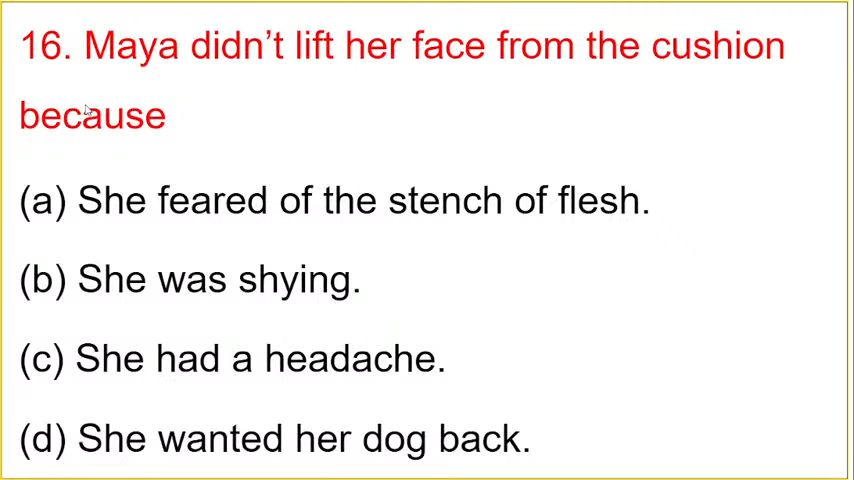 16. Maya didn’t lift her face from the cushion
because
(a) She feared of the stench of flesh.
(b) She was shying.
(c) She had a headache.
(d) She wanted her dog back.